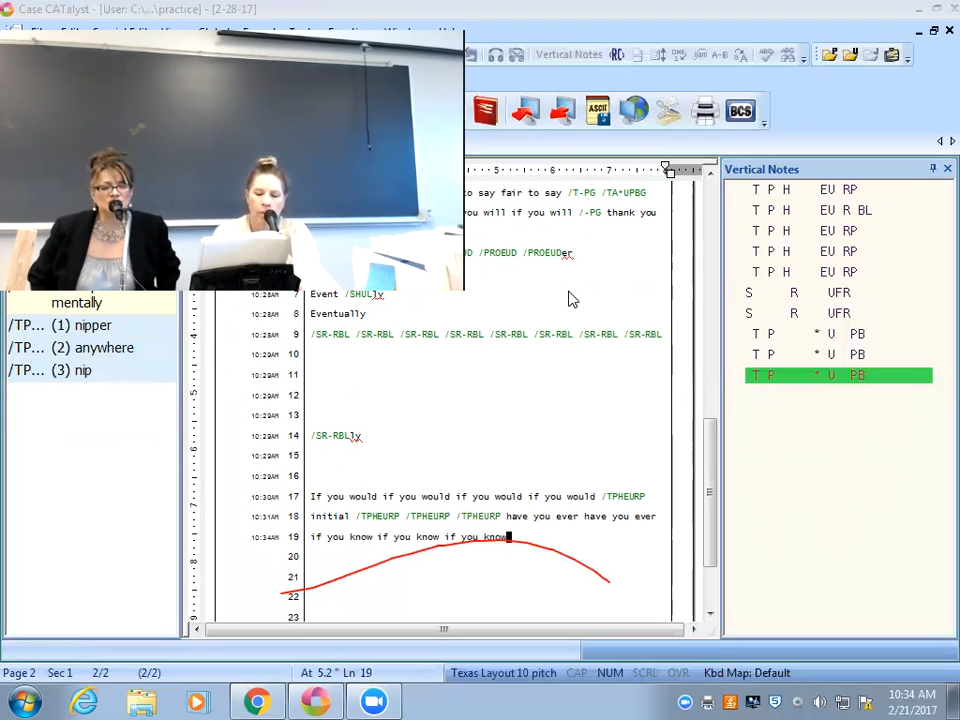 Case CATalyst - [User: C:\...\practice] - [2-28-17]
Vertical Notes
ASCII
BCS
5 6 7
to say fair to say /T-PG /TA*UPBG
you will if you will /-PG thank you
/PROEUD /PROEUDer
10:28AM 7 Event /SHULly
10:28AM 8 Eventually
10:28AM 9 /SR-RBL /SR-RBL /SR-RBL /SR-RBL /SR-RBL /SR-RBL /SR-RBL /SR-RBL
10:29AM 10
10:29AM 11
10:29AM 12
10:29AM 13
10:29AM 14 /SR-RBLly
10:29AM 15
10:29AM 16
10:30AM 17 If you would if you would if you would if you would /TPHEURP
10:31AM 18 initial /TPHEURP /TPHEURP /TPHEURP have you ever have you ever
10:34AM 19 if you know if you know if you know
20
21
22
23
mentally
/TP... (1) nipper
/TP... (2) anywhere
/TP... (3) nip
Vertical Notes
T P H EU RP
T P H EU R BL
T P H EU RP
T P H EU RP
T P H EU RP
S R UFR
S R UFR
T P * U PB
T P * U PB
T P * U PB
Page 2 Sec 1 2/2 (2/2) At 5.2" Ln 19 Texas Layout 10 pitch CAP NUM SCRL OVR Kbd Map: Default
10:34 AM
2/21/2017